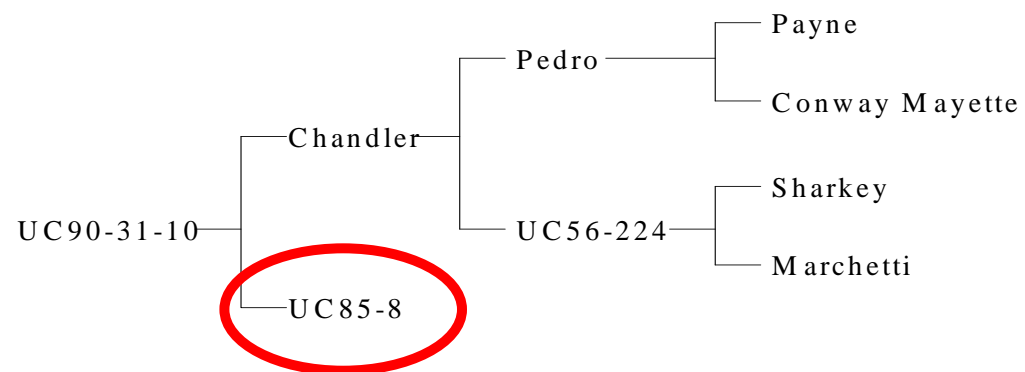 Payne
Pedro
Conway Mayette
Chandler
Sharkey
UC90-31-10
UC56-224
Marchetti
UC85-8